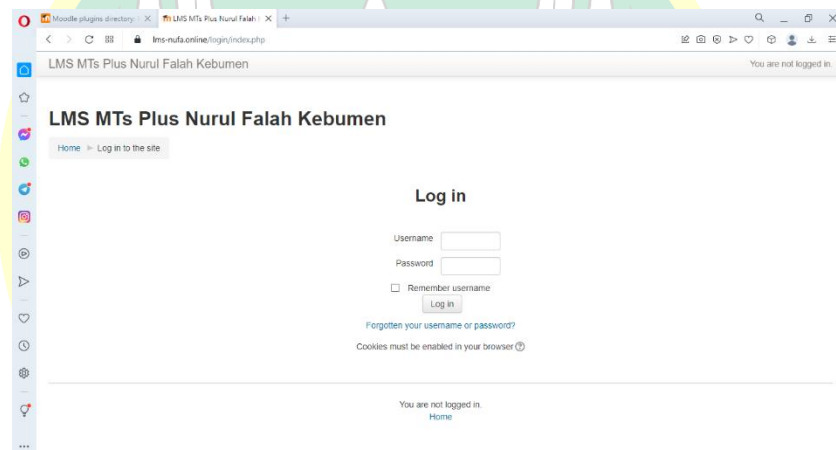 Moodle plugins directory:
LMS MTs Plus Nurul Falah
lms-nufa.online/login/index.php
LMS MTs Plus Nurul Falah Kebumen
You are not logged in.
LMS MTs Plus Nurul Falah Kebumen
Home ► Log in to the site
Log in
Username
Password
Remember username
Log in
Forgotten your username or password?
Cookies must be enabled in your browser
You are not logged in.
Home